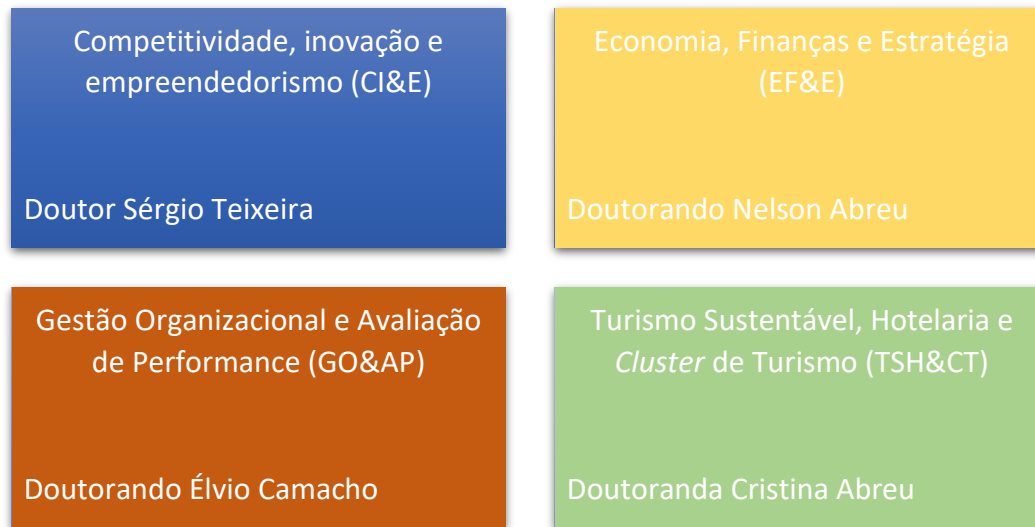 Competitividade, inovação e
empreendedorismo (CI&E)
Doutor Sérgio Teixeira
Economia, Finanças e Estratégia
(EF&E)
Doutorando Nelson Abreu
Gestão Organizacional e Avaliação
de Performance (GO&AP)
Doutorando Élvio Camacho
Turismo Sustentável, Hotelaria e
Cluster de Turismo (TSH&CT)
Doutoranda Cristina Abreu